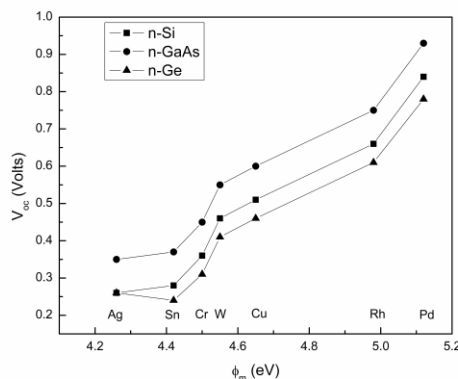 1.0
0.9
0.8
0.7
0.6
0.5
0.4
0.3
0.2
V_oc (Volts)
n-Si
n-GaAs
n-Ge
Ag Sn Cr W Cu Rh Pd
4.2 4.4 4.6 4.8 5.0 5.2
ϕ_m (eV)